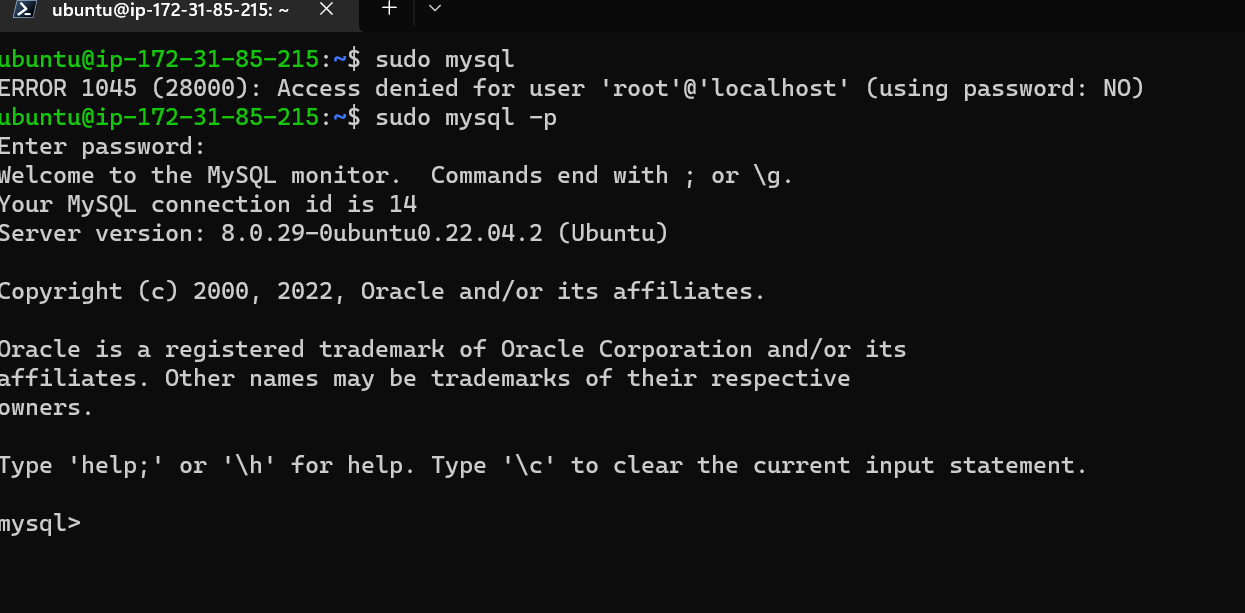 ubuntu@ip-172-31-85-215: ~
ubuntu@ip-172-31-85-215:~$ sudo mysql
ERROR 1045 (28000): Access denied for user 'root'@'localhost' (using password: NO)
ubuntu@ip-172-31-85-215:~$ sudo mysql -p
Enter password:
Welcome to the MySQL monitor.  Commands end with ; or \g.
Your MySQL connection id is 14
Server version: 8.0.29-0ubuntu0.22.04.2 (Ubuntu)
Copyright (c) 2000, 2022, Oracle and/or its affiliates.
Oracle is a registered trademark of Oracle Corporation and/or its
affiliates. Other names may be trademarks of their respective
owners.
Type 'help;' or '\h' for help. Type '\c' to clear the current input statement.
mysql>